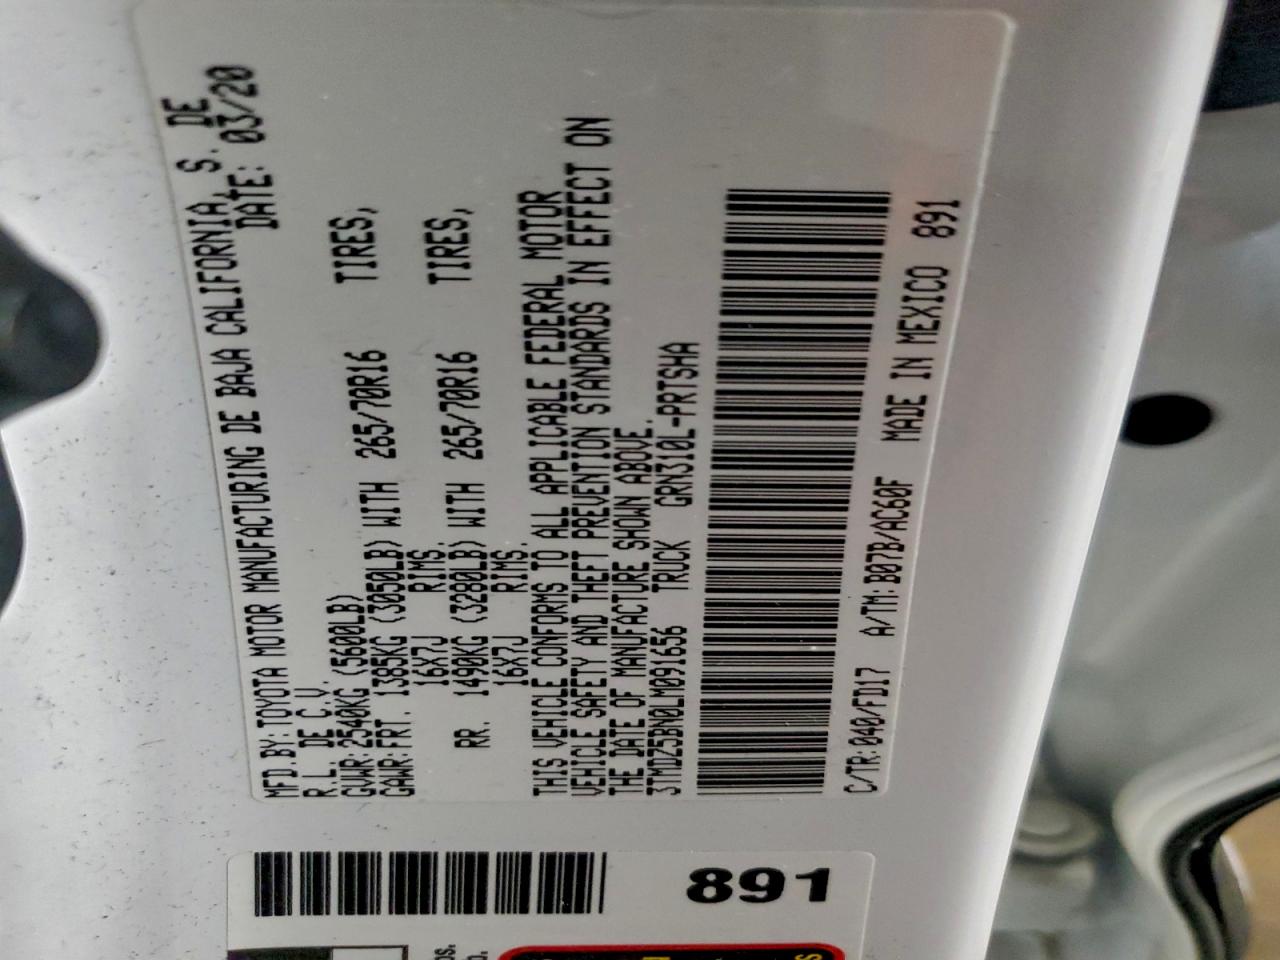 MFD.BY:TOYOTA MOTOR MANUFACTURING DE BAJA CALIFORNIA, S. DE
R.L. DE C.V. DATE: 03/20
GVWR:2540KG (5600LB)
GAWR:FRT. 1385KG (3050LB) WITH 265/70R16 TIRES,
16X7J RIMS.
RR. 1490KG (3280LB) WITH 265/70R16 TIRES,
16X7J RIMS.
THIS VEHICLE CONFORMS TO ALL APPLICABLE FEDERAL MOTOR
VEHICLE SAFETY AND THEFT PREVENTION STANDARDS IN EFFECT ON
THE DATE OF MANUFACTURE SHOWN ABOVE.
3TMDZ5BN0LM091656 TRUCK GRN310L-PRTSHA
C/TR:040/FD17 A/TM:B07B/AC60F MADE IN MEXICO 891
891